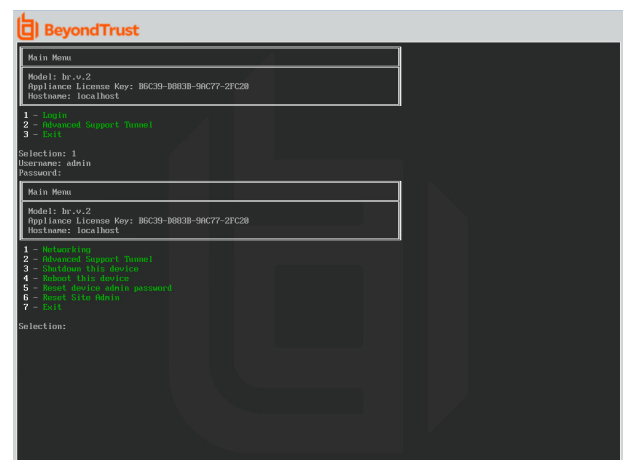 BeyondTrust
Main Menu
Model: br.v.2
Appliance License Key: B6C39-D883B-9AC77-2FC20
Hostname: localhost
1 - Login
2 - Advanced Support Tunnel
3 - Exit
Selection: 1
Username: admin
Password:
Main Menu
Model: br.v.2
Appliance License Key: B6C39-D883B-9AC77-2FC20
Hostname: localhost
1 - Networking
2 - Advanced Support Tunnel
3 - Shutdown this device
4 - Reboot this device
5 - Reset device admin password
6 - Reset Site Admin
7 - Exit
Selection: